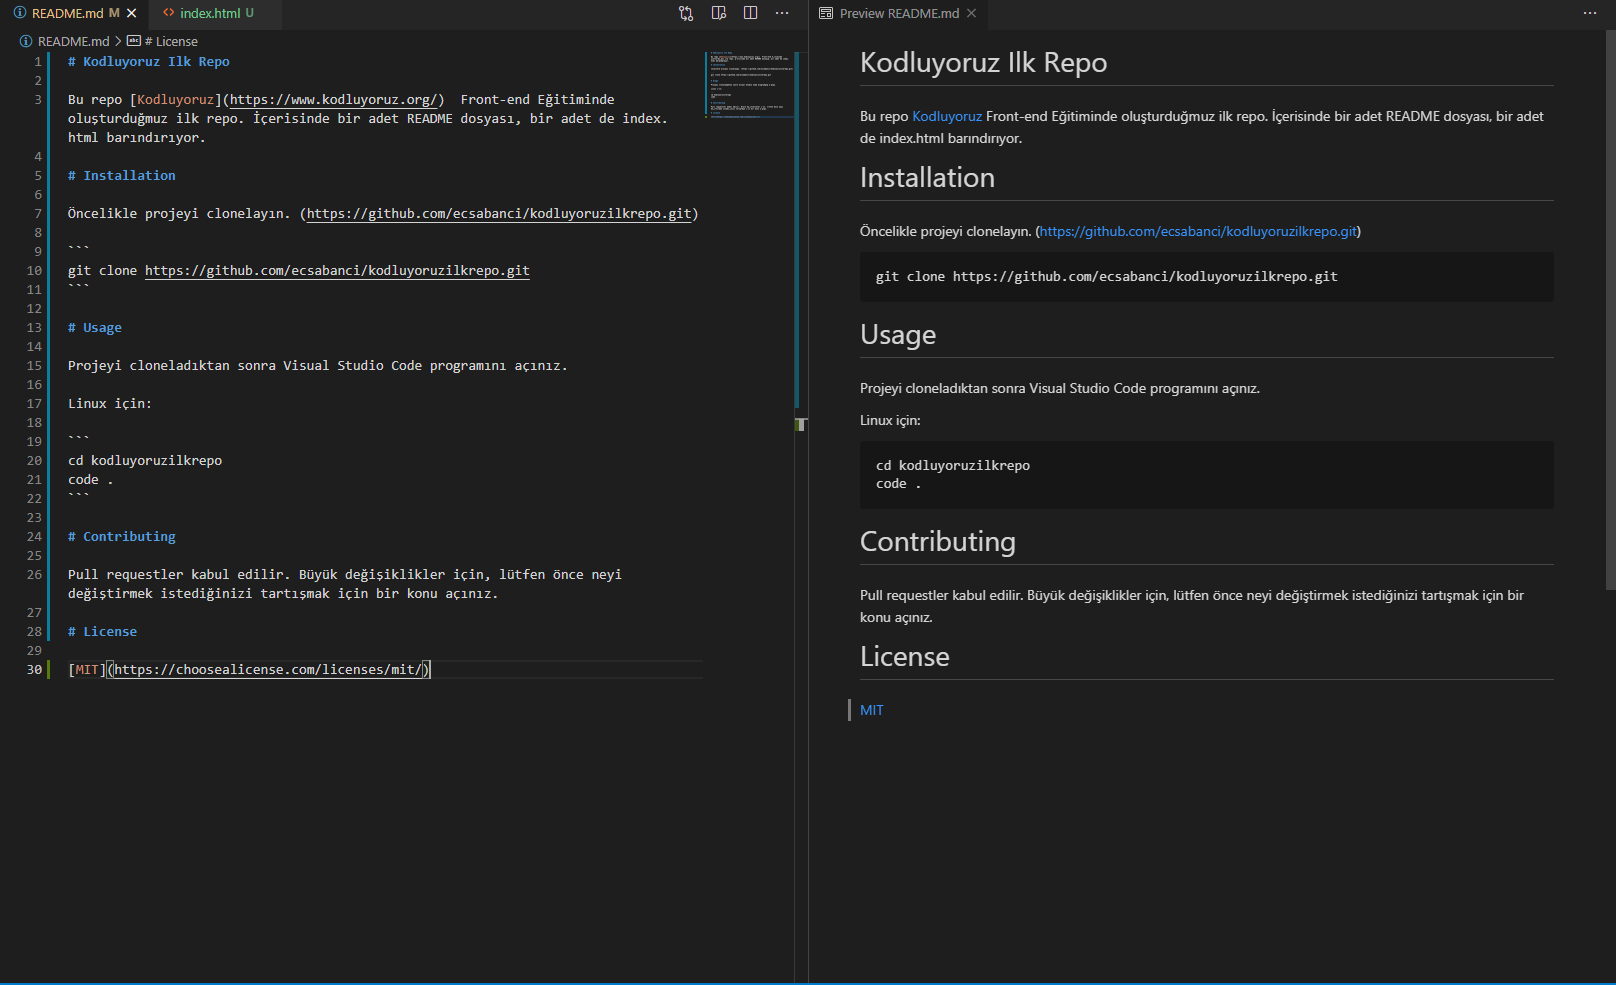 README.md M
index.html U
Preview README.md
README.md > # License
1 # Kodluyoruz Ilk Repo
2
3 Bu repo [Kodluyoruz](https://www.kodluyoruz.org/)  Front-end Eğitiminde
oluşturduğmuz ilk repo. İçerisinde bir adet README dosyası, bir adet de index.
html barındırıyor.
4
5 # Installation
6
7 Öncelikle projeyi clonelayın. (https://github.com/ecsabanci/kodluyoruzilkrepo.git)
8
9 ```
10 git clone https://github.com/ecsabanci/kodluyoruzilkrepo.git
11 ```
12
13 # Usage
14
15 Projeyi cloneladıktan sonra Visual Studio Code programını açınız.
16
17 Linux için:
18
19 ```
20 cd kodluyoruzilkrepo
21 code .
22 ```
23
24 # Contributing
25
26 Pull requestler kabul edilir. Büyük değişiklikler için, lütfen önce neyi
değiştirmek istediğinizi tartışmak için bir konu açınız.
27
28 # License
29
30 [MIT](https://choosealicense.com/licenses/mit/)
Kodluyoruz Ilk Repo
Bu repo Kodluyoruz Front-end Eğitiminde oluşturduğmuz ilk repo. İçerisinde bir adet README dosyası, bir adet
de index.html barındırıyor.
Installation
Öncelikle projeyi clonelayın. (https://github.com/ecsabanci/kodluyoruzilkrepo.git)
git clone https://github.com/ecsabanci/kodluyoruzilkrepo.git
Usage
Projeyi cloneladıktan sonra Visual Studio Code programını açınız.
Linux için:
cd kodluyoruzilkrepo
code .
Contributing
Pull requestler kabul edilir. Büyük değişiklikler için, lütfen önce neyi değiştirmek istediğinizi tartışmak için bir
konu açınız.
License
MIT